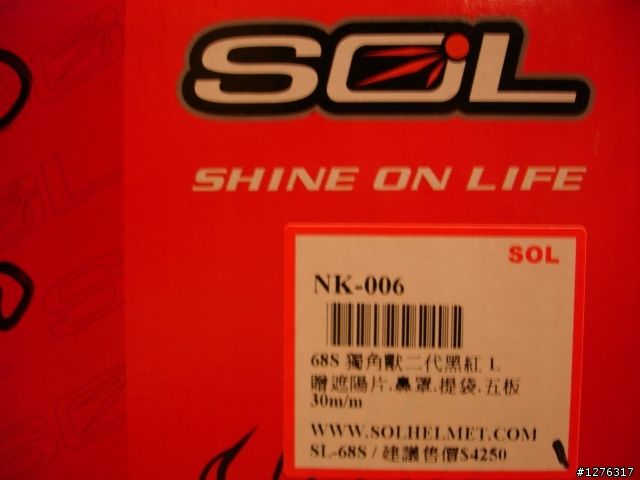 SOL
SHINE ON LIFE
SOL
NK-006
68S 獨角獸二代黑紅 L
贈遮陽片.鼻罩.提袋.五板
30m/m
WWW.SOLHELMET.COM
SL-68S / 建議售價$4250
#1276317